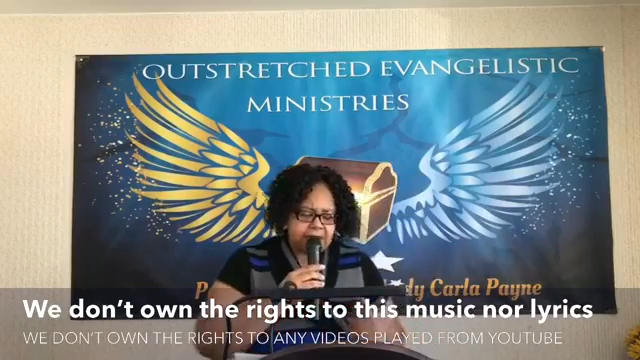 OUTSTRETCHED EVANGELISTIC
MINISTRIES
Carla Payne
We don't own the rights to this music nor lyrics
WE DON'T OWN THE RIGHTS TO ANY VIDEOS PLAYED FROM YOUTUBE